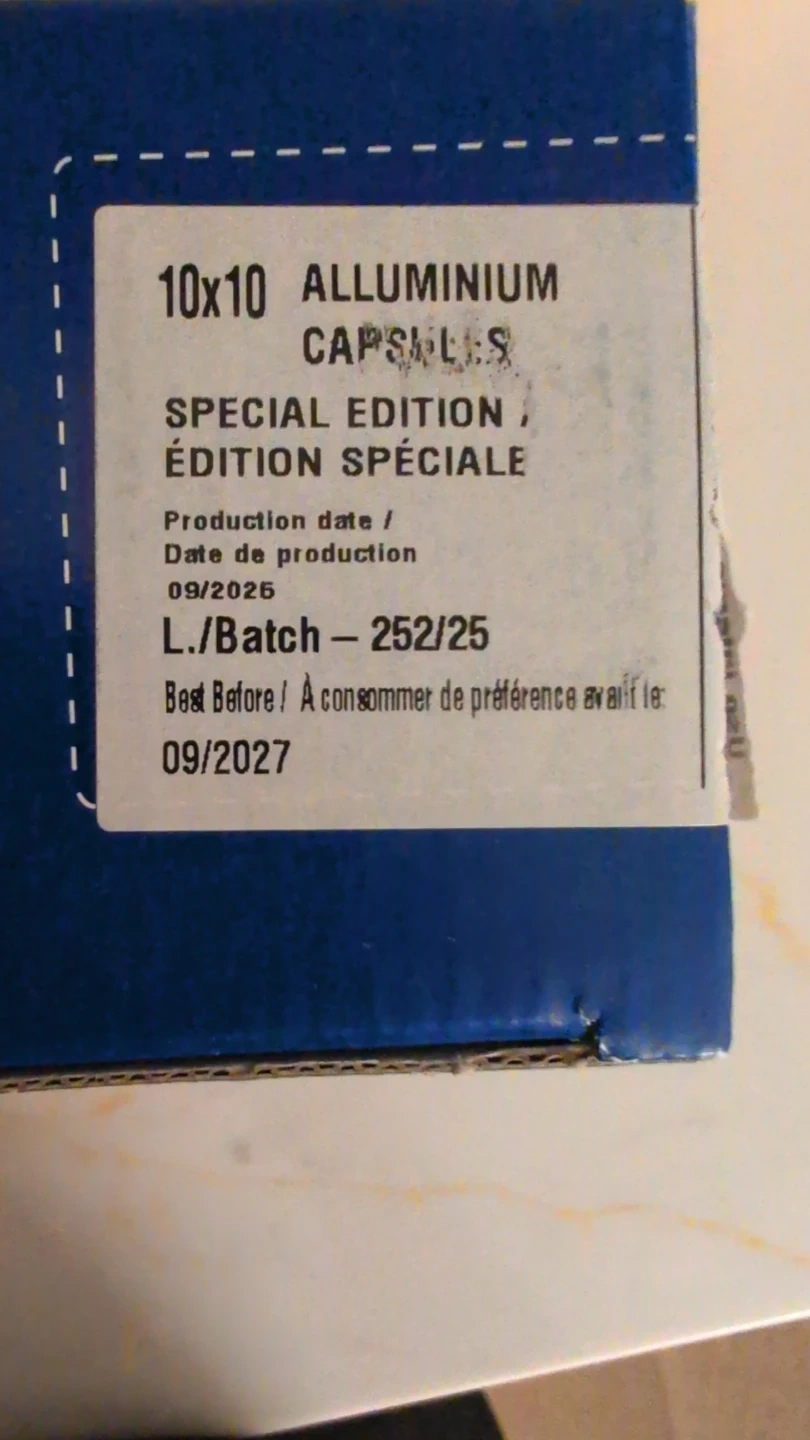 10x10 ALLUMINIUM
CAPSULES
SPECIAL EDITION /
ÉDITION SPÉCIALE
Production date /
Date de production
09/2025
L./Batch – 252/25
Best Before / À consommer de préférence avant le:
09/2027